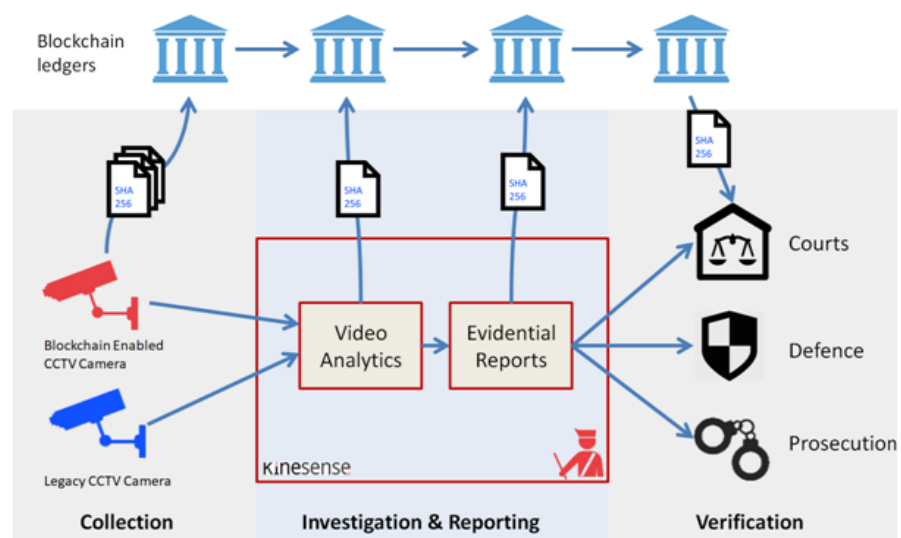 Blockchain
ledgers
SHA
256
SHA
256
SHA
256
SHA
256
Courts
Blockchain Enabled
CCTV Camera
Video
Analytics
Evidential
Reports
Defence
Legacy CCTV Camera
Kinesense
Prosecution
Collection
Investigation & Reporting
Verification